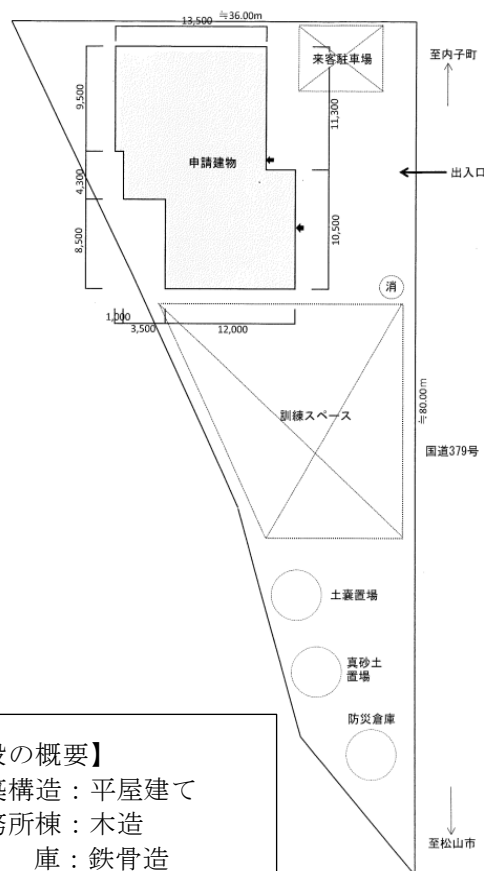 ≒36.00m
13,500
来客駐車場
至内子町
9,500
11,300
申請建物
出入口
4,300
8,500
10,500
消
1,000
3,500
12,000
≒80.00m
訓練スペース
国道379号
土嚢置場
真砂土
置場
防災倉庫
の概要】
構造：平屋建て
所棟：木造
庫：鉄骨造
至松山市